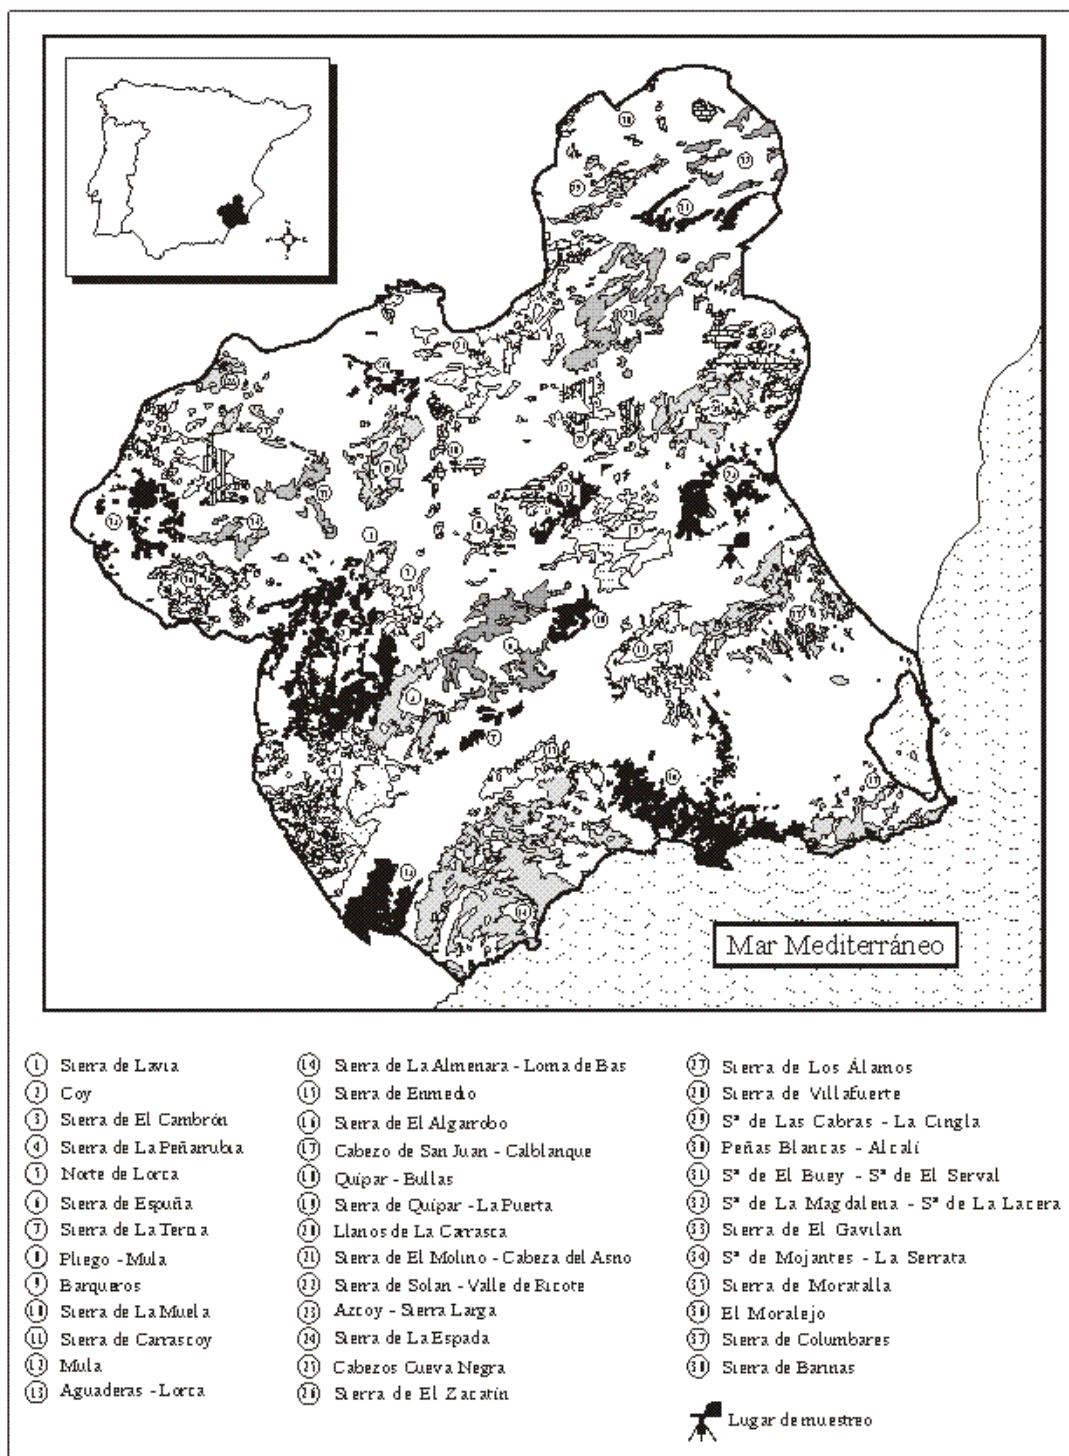 Mar Mediterráneo
1 Sierra de Lavia
2 Coy
3 Sierra de El Cambrón
4 Sierra de La Peñarrubia
5 Norte de Lorca
6 Sierra de Espuña
7 Sierra de La Tercia
8 Pliego - Mula
9 Barqueros
10 Sierra de La Muela
11 Sierra de Carrascoy
12 Mula
13 Aguaderas - Lorca
14 Sierra de La Almenara - Loma de Bas
15 Sierra de Enmedio
16 Sierra de El Algarrobo
17 Cabezo de San Juan - Calblanque
18 Quípar - Bullas
19 Sierra de Quípar - La Puerta
20 Llanos de La Carrasca
21 Sierra de El Molino - Cabeza del Asno
22 Sierra de Solan - Valle de Ricote
23 Azcoy - Sierra Larga
24 Sierra de La Espada
25 Cabezos Cueva Negra
26 Sierra de El Zacatín
27 Sierra de Los Álamos
28 Sierra de Villafuerte
29 Sª de Las Cabras - La Cingla
30 Peñas Blancas - Alcalí
31 Sª de El Buey - Sª de El Serval
32 Sª de La Magdalena - Sª de La Lacera
33 Sierra de El Gavilan
34 Sª de Mojantes - La Serrata
35 Sierra de Moratalla
36 El Moralejo
37 Sierra de Columbares
38 Sierra de Barinas
Lugar de muestreo